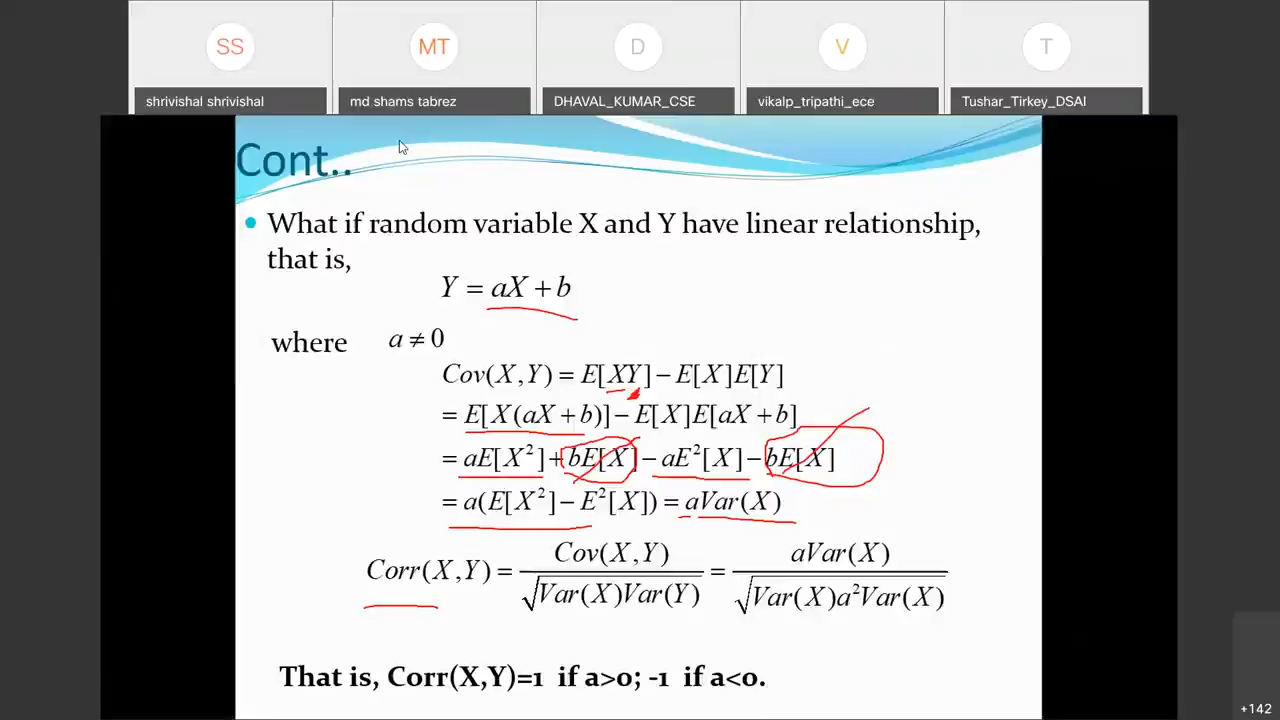 SS MT D V T
shrivishal shrivishal md shams tabrez DHAVAL_KUMAR_CSE vikalp_tripathi_ece Tushar_Tirkey_DSAI
Cont..
What if random variable X and Y have linear relationship,
that is,
Y = aX + b
where a ≠ 0
Cov(X,Y) = E[XY] − E[X]E[Y]
= E[X(aX + b)] − E[X]E[aX + b]
= aE[X²] + bE[X] − aE²[X] − bE[X]
= a(E[X²] − E²[X]) = aVar(X)
Corr(X,Y) = Cov(X,Y) / √Var(X)Var(Y) = aVar(X) / √Var(X)a²Var(X)
That is, Corr(X,Y)=1 if a>0; -1 if a<0.
+142